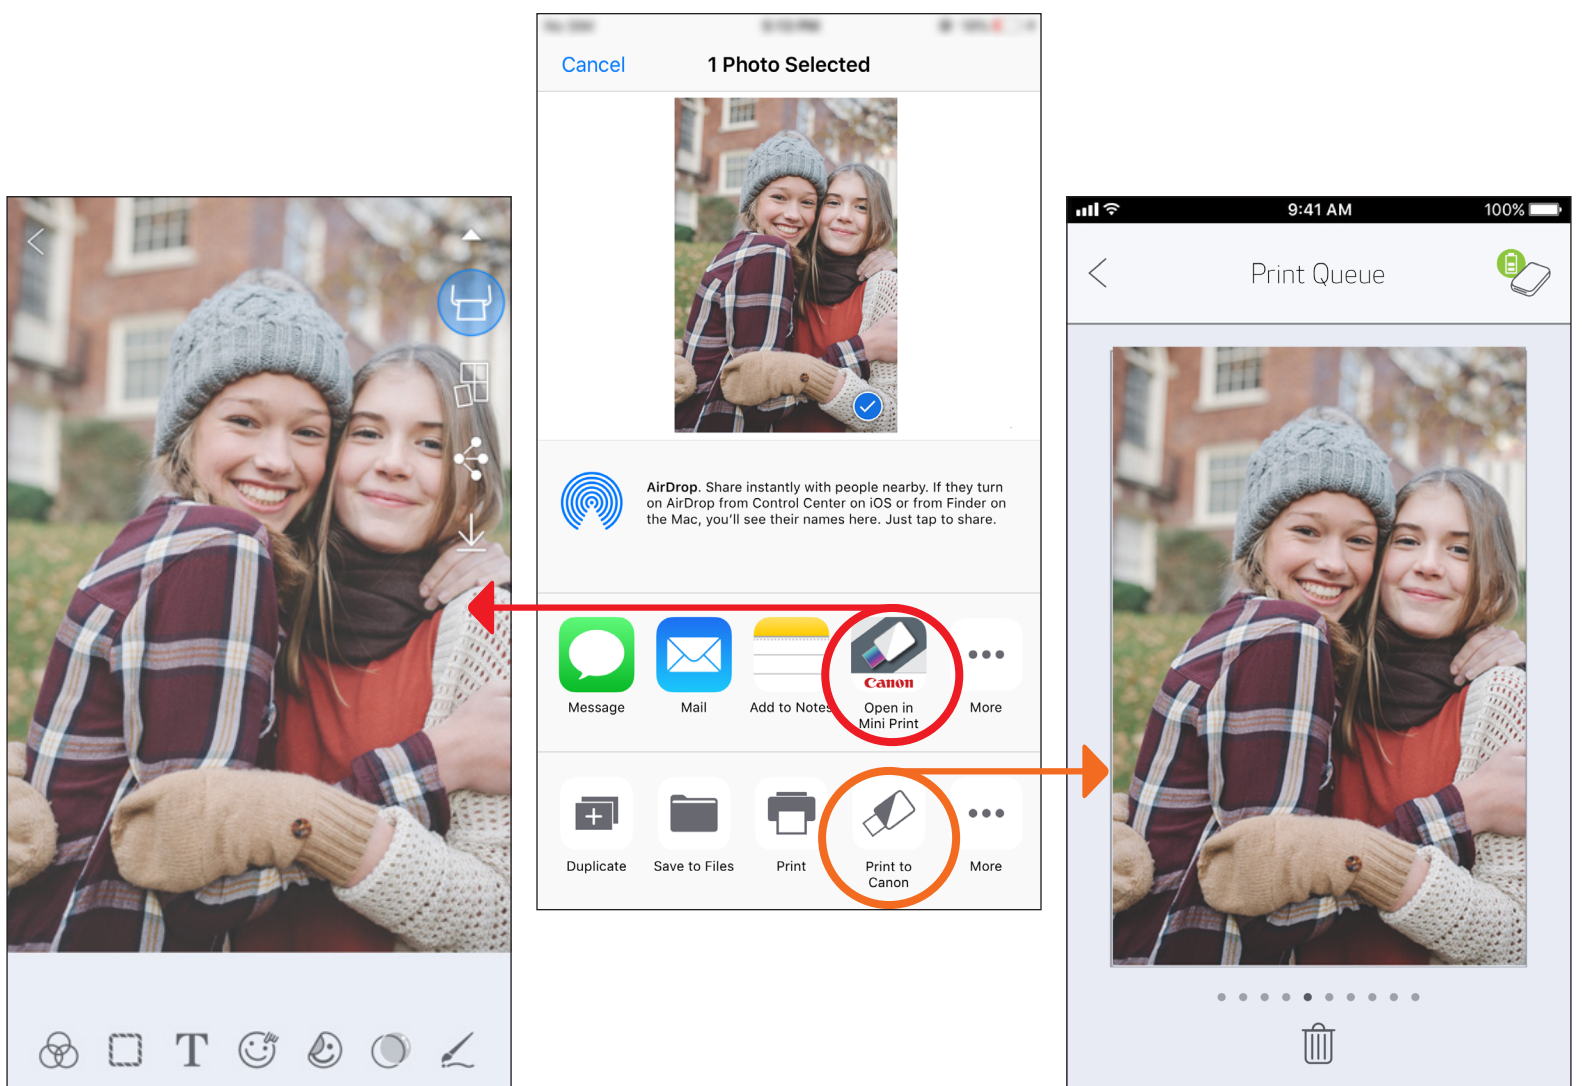 Cancel
1 Photo Selected
AirDrop. Share instantly with people nearby. If they turn
on AirDrop from Control Center on iOS or from Finder on
the Mac, you'll see their names here. Just tap to share.
Canon
Message
Mail
Add to Notes
Open in
Mini Print
More
Duplicate
Save to Files
Print
Print to
Canon
More
9:41 AM
100%
Print Queue
T